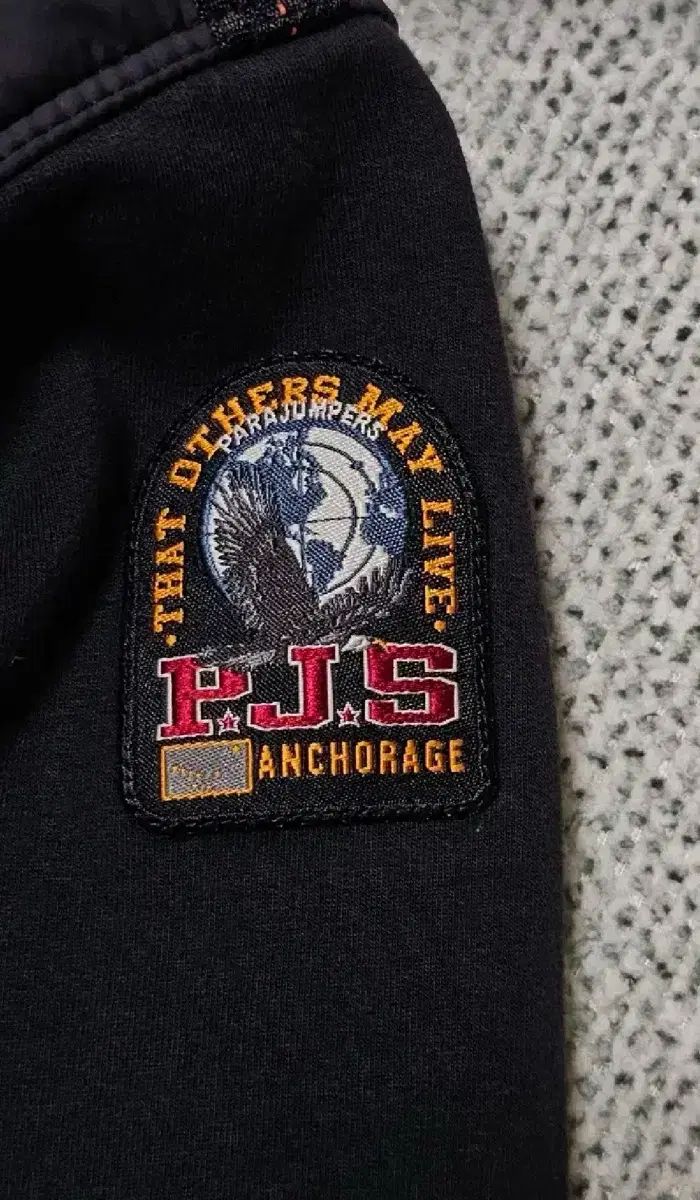 ·THAT OTHERS MAY LIVE·
PARAJUMPERS
P.J.S
ANCHORAGE